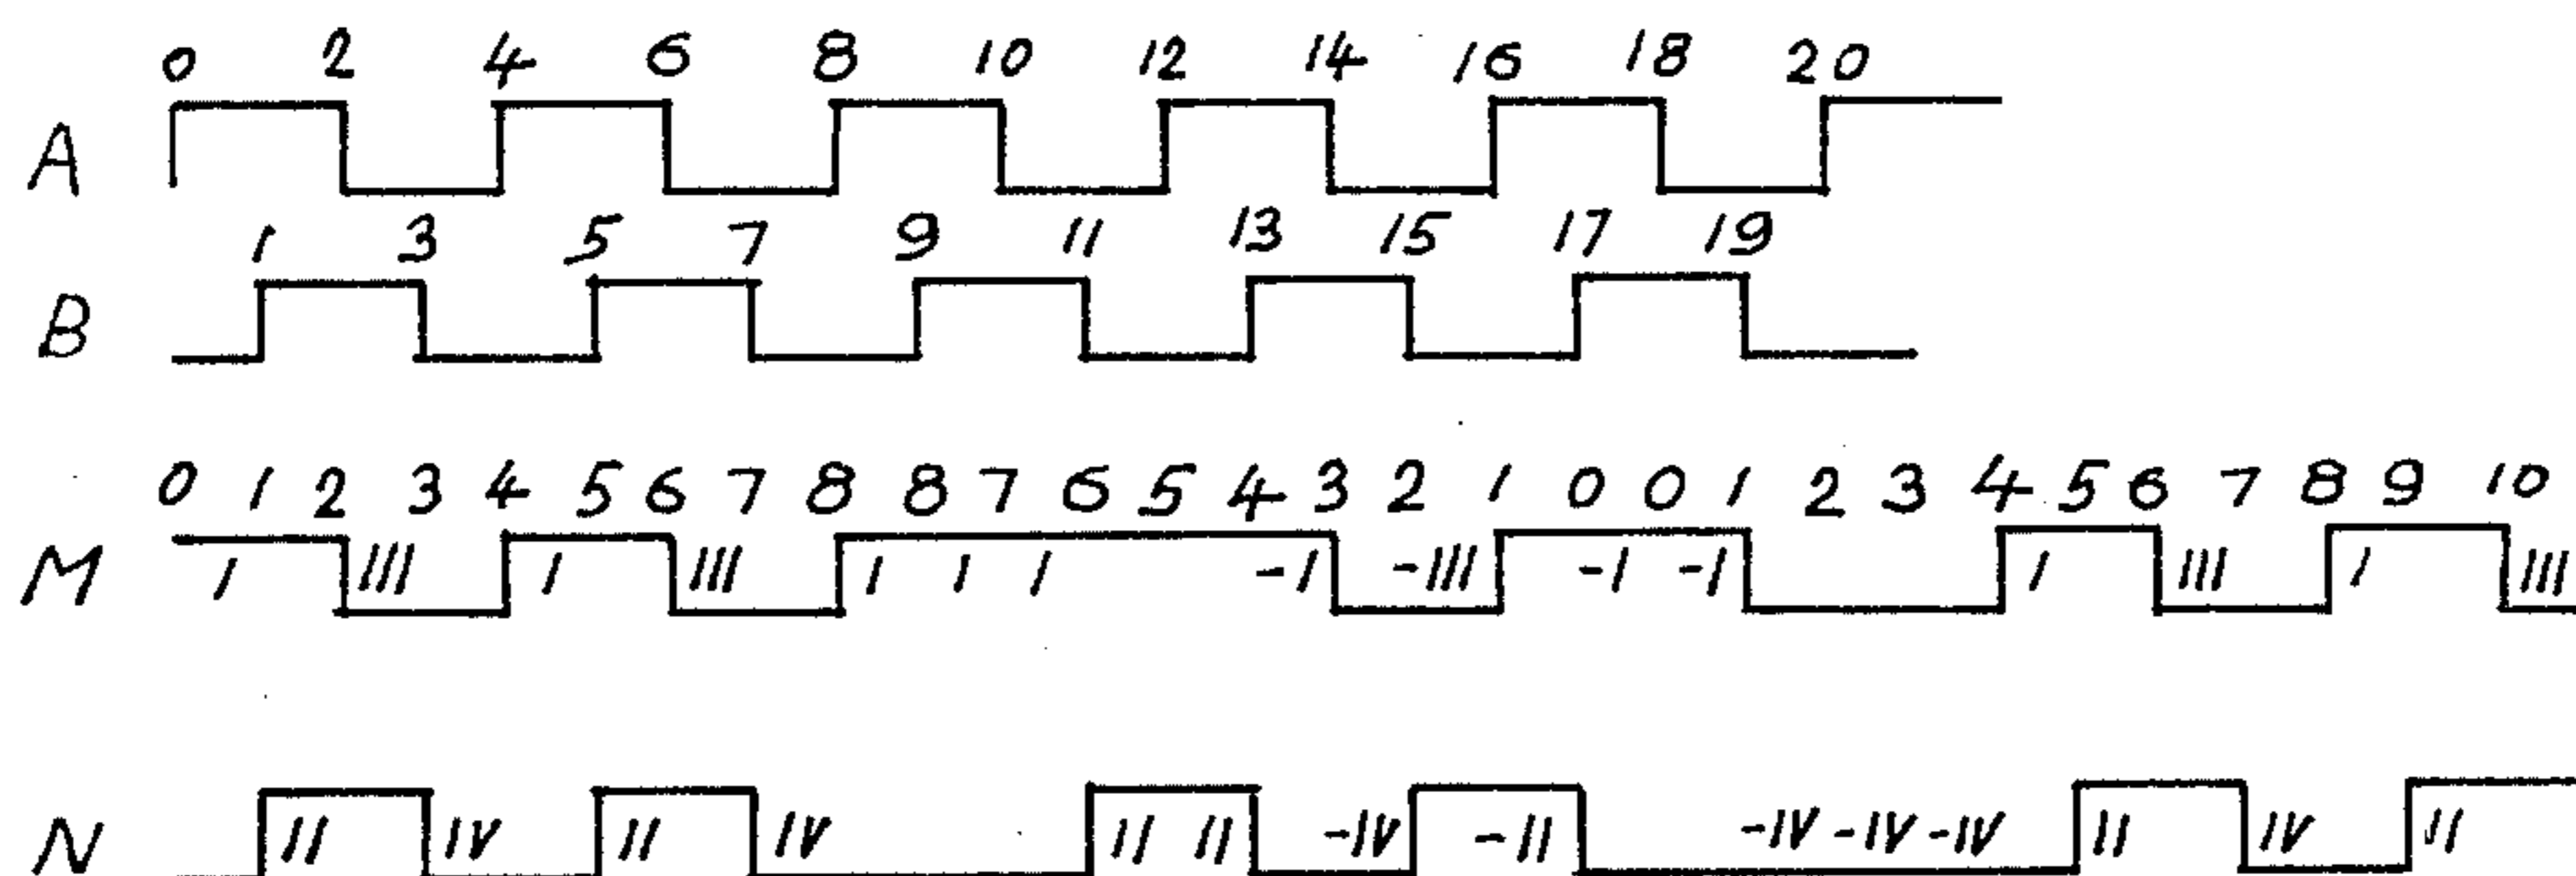 0 2 4 6 8 10 12 14 16 18 20
A
1 3 5 7 9 11 13 15 17 19
B
0 1 2 3 4 5 6 7 8 8 7 6 5 4 3 2 1 0 0 1 2 3 4 5 6 7 8 9 10
M I III I III I I I -I -III -I -I I III I III
N II IV II IV II II -IV -II -IV -IV -IV II IV II